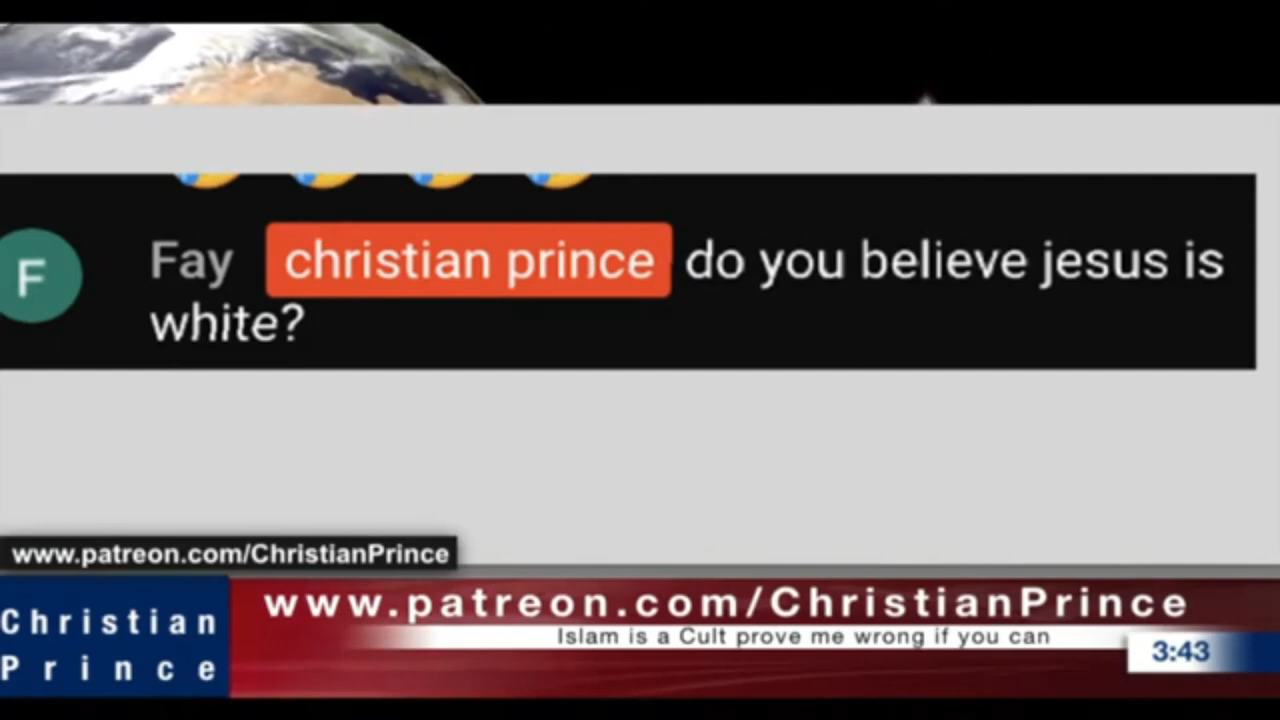 F
Fay christian prince do you believe jesus is
white?
www.patreon.com/ChristianPrince
www.patreon.com/ChristianPrince
Christian
Prince
Islam is a Cult prove me wrong if you can
3:43